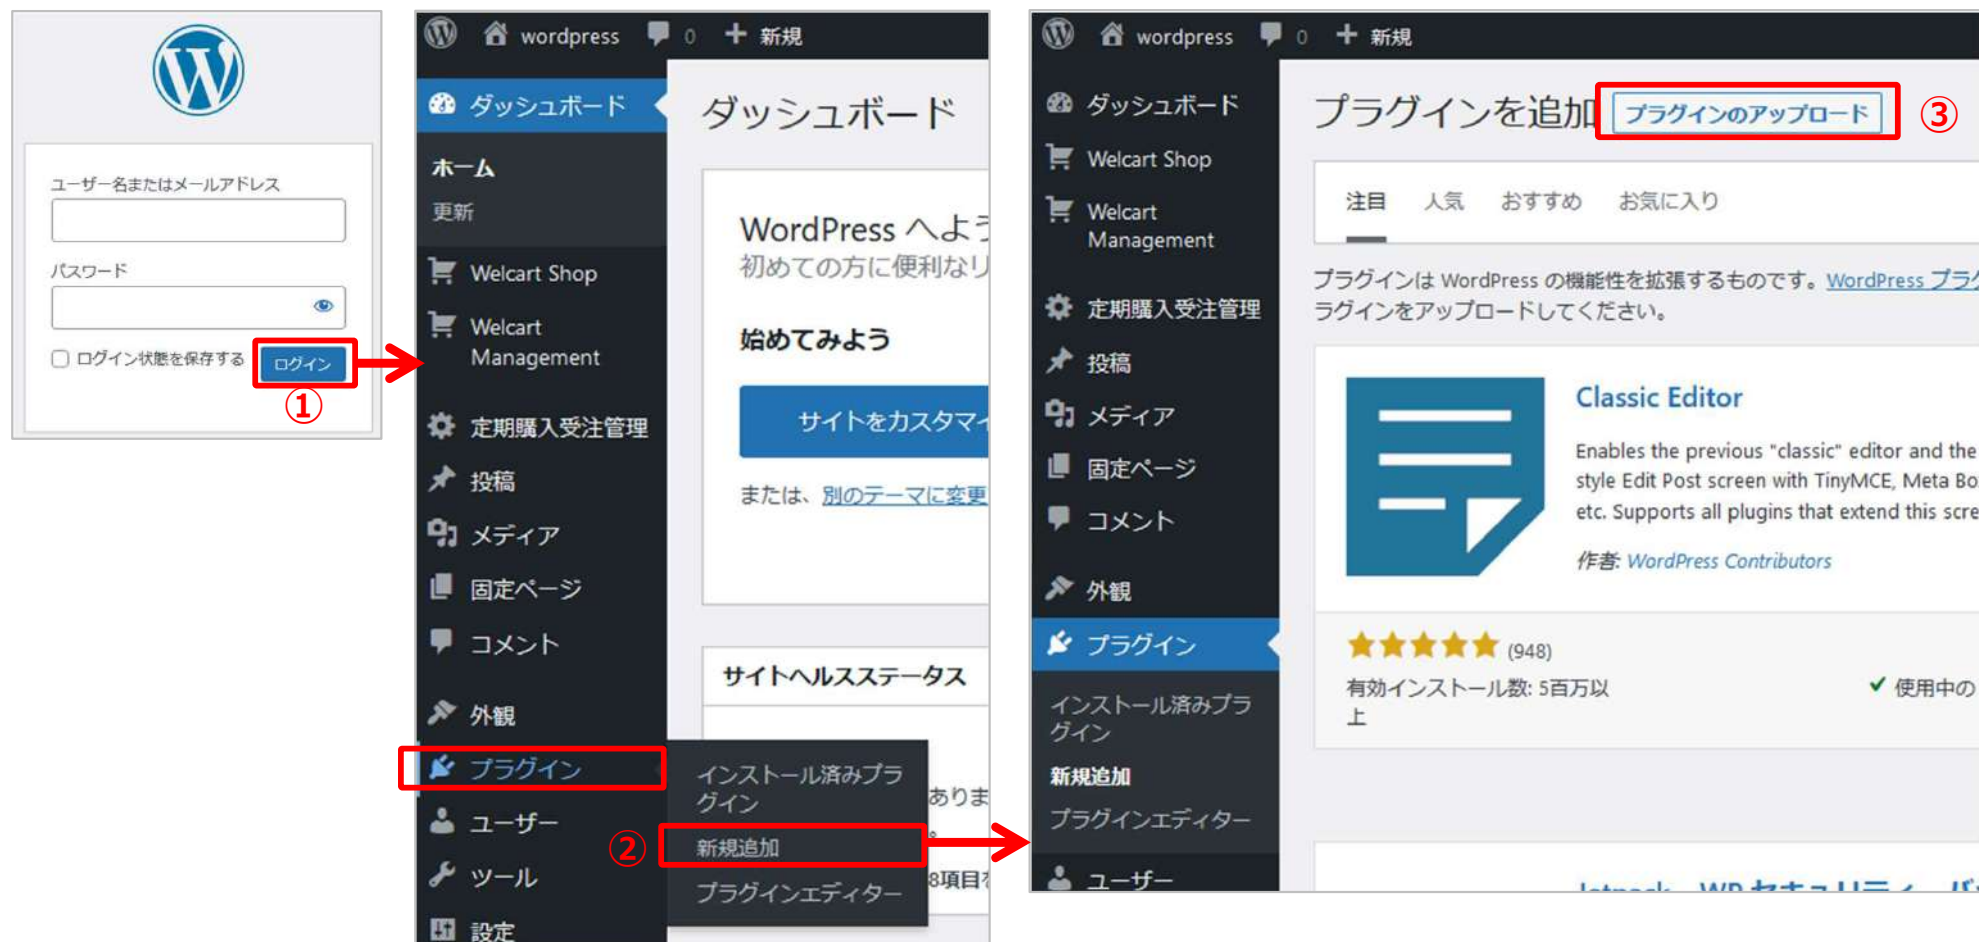 ユーザー名またはメールアドレス
パスワード
ログイン状態を保存する
ログイン
①
wordpress
0
新規
ダッシュボード
ホーム
更新
Welcart Shop
Welcart
Management
定期購入受注管理
投稿
メディア
固定ページ
コメント
外観
プラグイン
ユーザー
ツール
設定
ダッシュボード
WordPress へよう
初めての方に便利なリ
始めてみよう
サイトをカスタマイ
または、別のテーマに変更
サイトヘルスステータス
インストール済みプラ
グイン
新規追加
プラグインエディター
②
ありま
。
8項目を
wordpress
0
新規
ダッシュボード
Welcart Shop
Welcart
Management
定期購入受注管理
投稿
メディア
固定ページ
コメント
外観
プラグイン
インストール済みプラ
グイン
新規追加
プラグインエディター
ユーザー
プラグインを追加
プラグインのアップロード
③
注目 人気 おすすめ お気に入り
プラグインは WordPress の機能性を拡張するものです。WordPress プラグ
ラグインをアップロードしてください。
Classic Editor
Enables the previous "classic" editor and the
style Edit Post screen with TinyMCE, Meta Bo
etc. Supports all plugins that extend this scre
作者: WordPress Contributors
(948)
有効インストール数: 5百万以
上
使用中の